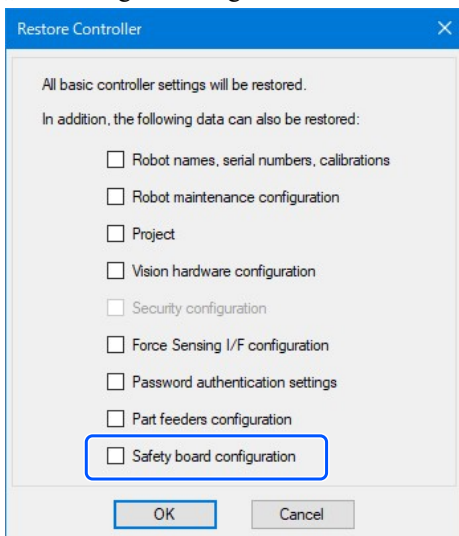 Restore Controller
All basic controller settings will be restored.
In addition, the following data can also be restored:
Robot names, serial numbers, calibrations
Robot maintenance configuration
Project
Vision hardware configuration
Security configuration
Force Sensing I/F configuration
Password authentication settings
Part feeders configuration
Safety board configuration
OK Cancel